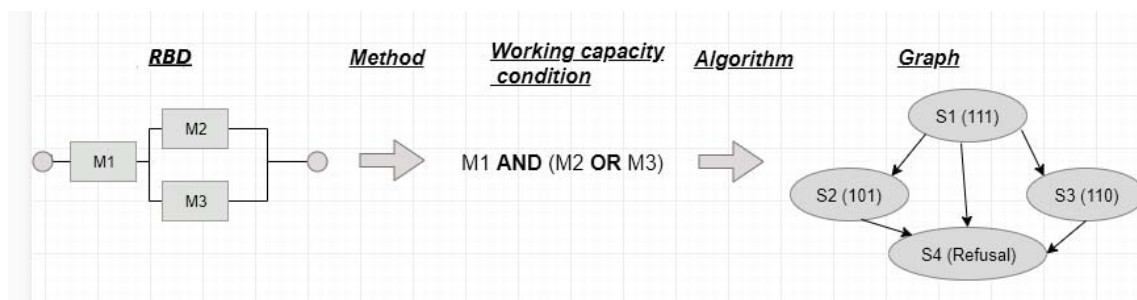 RBD
Method
Working capacity
condition
Algorithm
Graph
M1
M2
M3
M1 AND (M2 OR M3)
S1 (111)
S2 (101)
S3 (110)
S4 (Refusal)